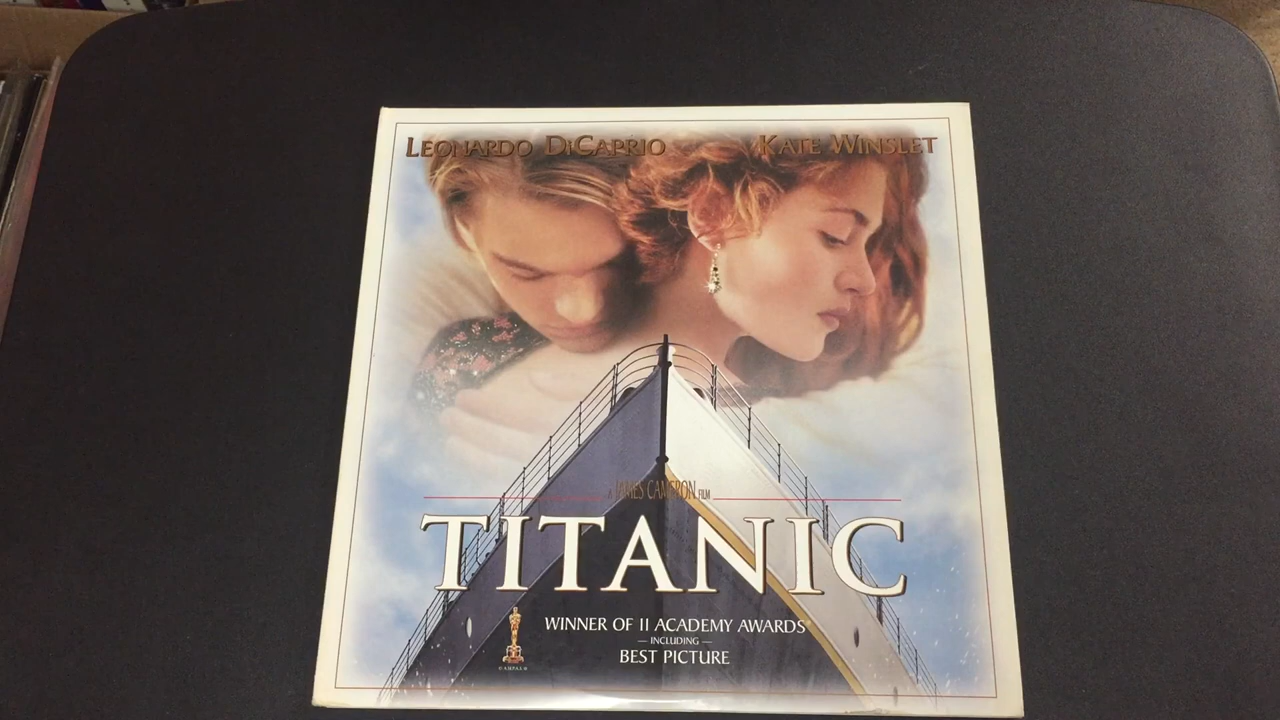 LEONARDO DICAPRIO KATE WINSLET
A JAMES CAMERON FILM
TITANIC
WINNER OF 11 ACADEMY AWARDS®
— INCLUDING —
BEST PICTURE